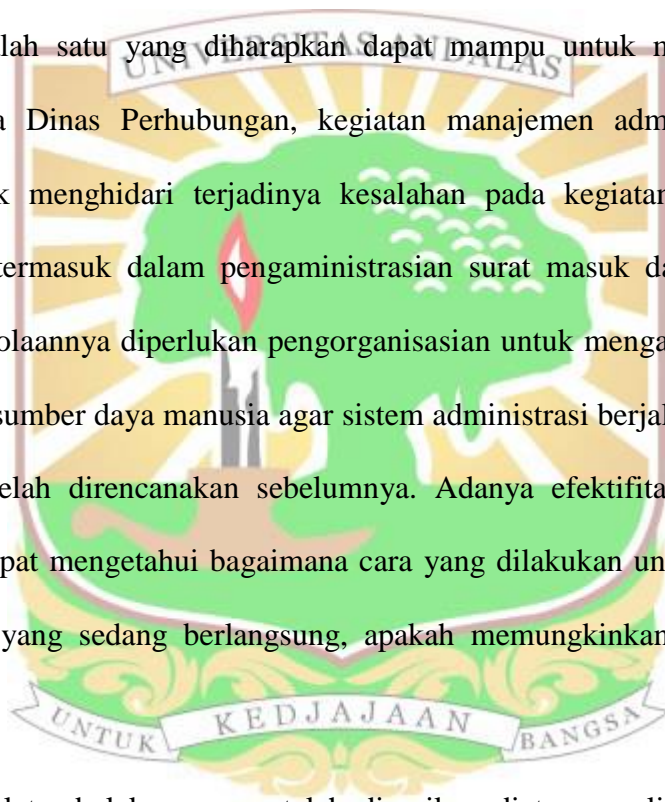 lah satu yang diharapkan dapat mampu untuk m
UNIVERSITAS ANDALAS
a Dinas Perhubungan, kegiatan manajemen adm
k menghidari terjadinya kesalahan pada kegiatan
termasuk dalam pengaministrasian surat masuk da
olaannya diperlukan pengorganisasian untuk menga
sumber daya manusia agar sistem administrasi berjal
elah direncanakan sebelumnya. Adanya efektifita
pat mengetahui bagaimana cara yang dilakukan un
yang sedang berlangsung, apakah memungkinkan
UNTUK KEDJAJAAN BANGSA